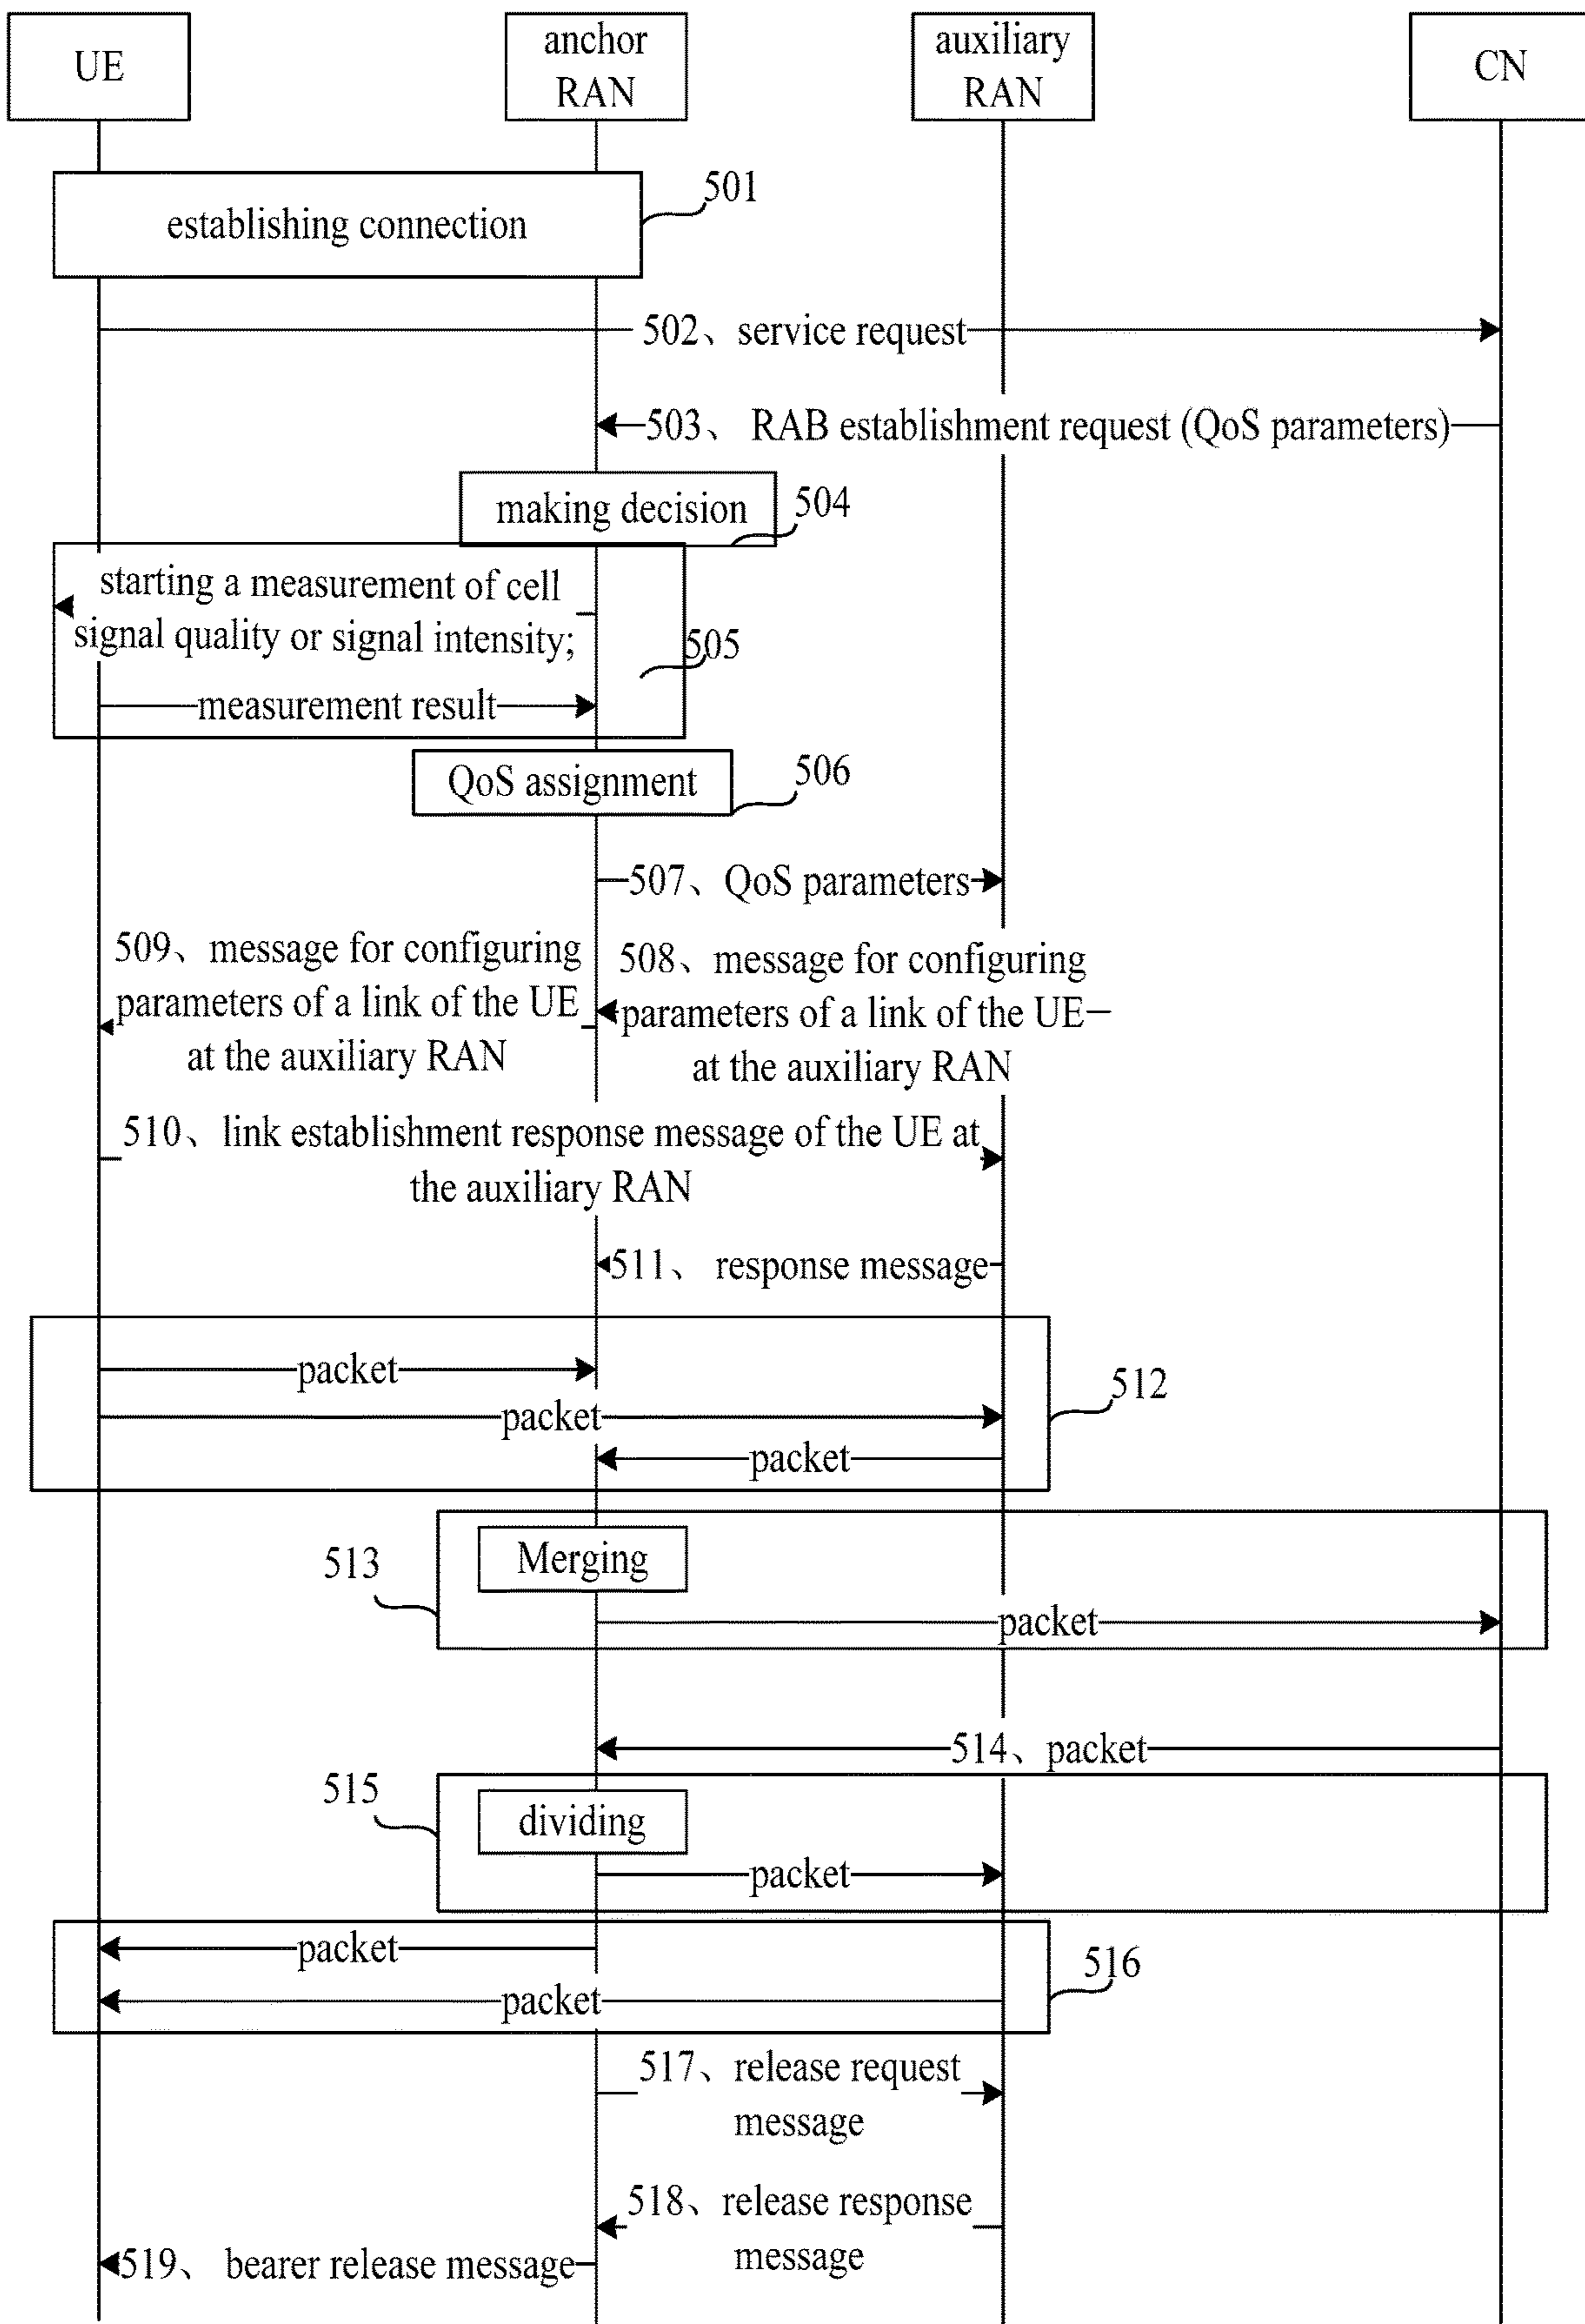 UE
anchor
RAN
auxiliary
RAN
CN
establishing connection
501
502、service request
503、 RAB establishment request (QoS parameters)
making decision
504
starting a measurement of cell
signal quality or signal intensity;
505
measurement result
QoS assignment
506
507、QoS parameters
509、message for configuring
parameters of a link of the UE
at the auxiliary RAN
508、message for configuring
parameters of a link of the UE
at the auxiliary RAN
510、link establishment response message of the UE at
the auxiliary RAN
511、 response message
packet
packet
packet
512
Merging
513
packet
514、packet
515
dividing
packet
packet
packet
516
517、release request
message
518、release response
message
519、 bearer release message